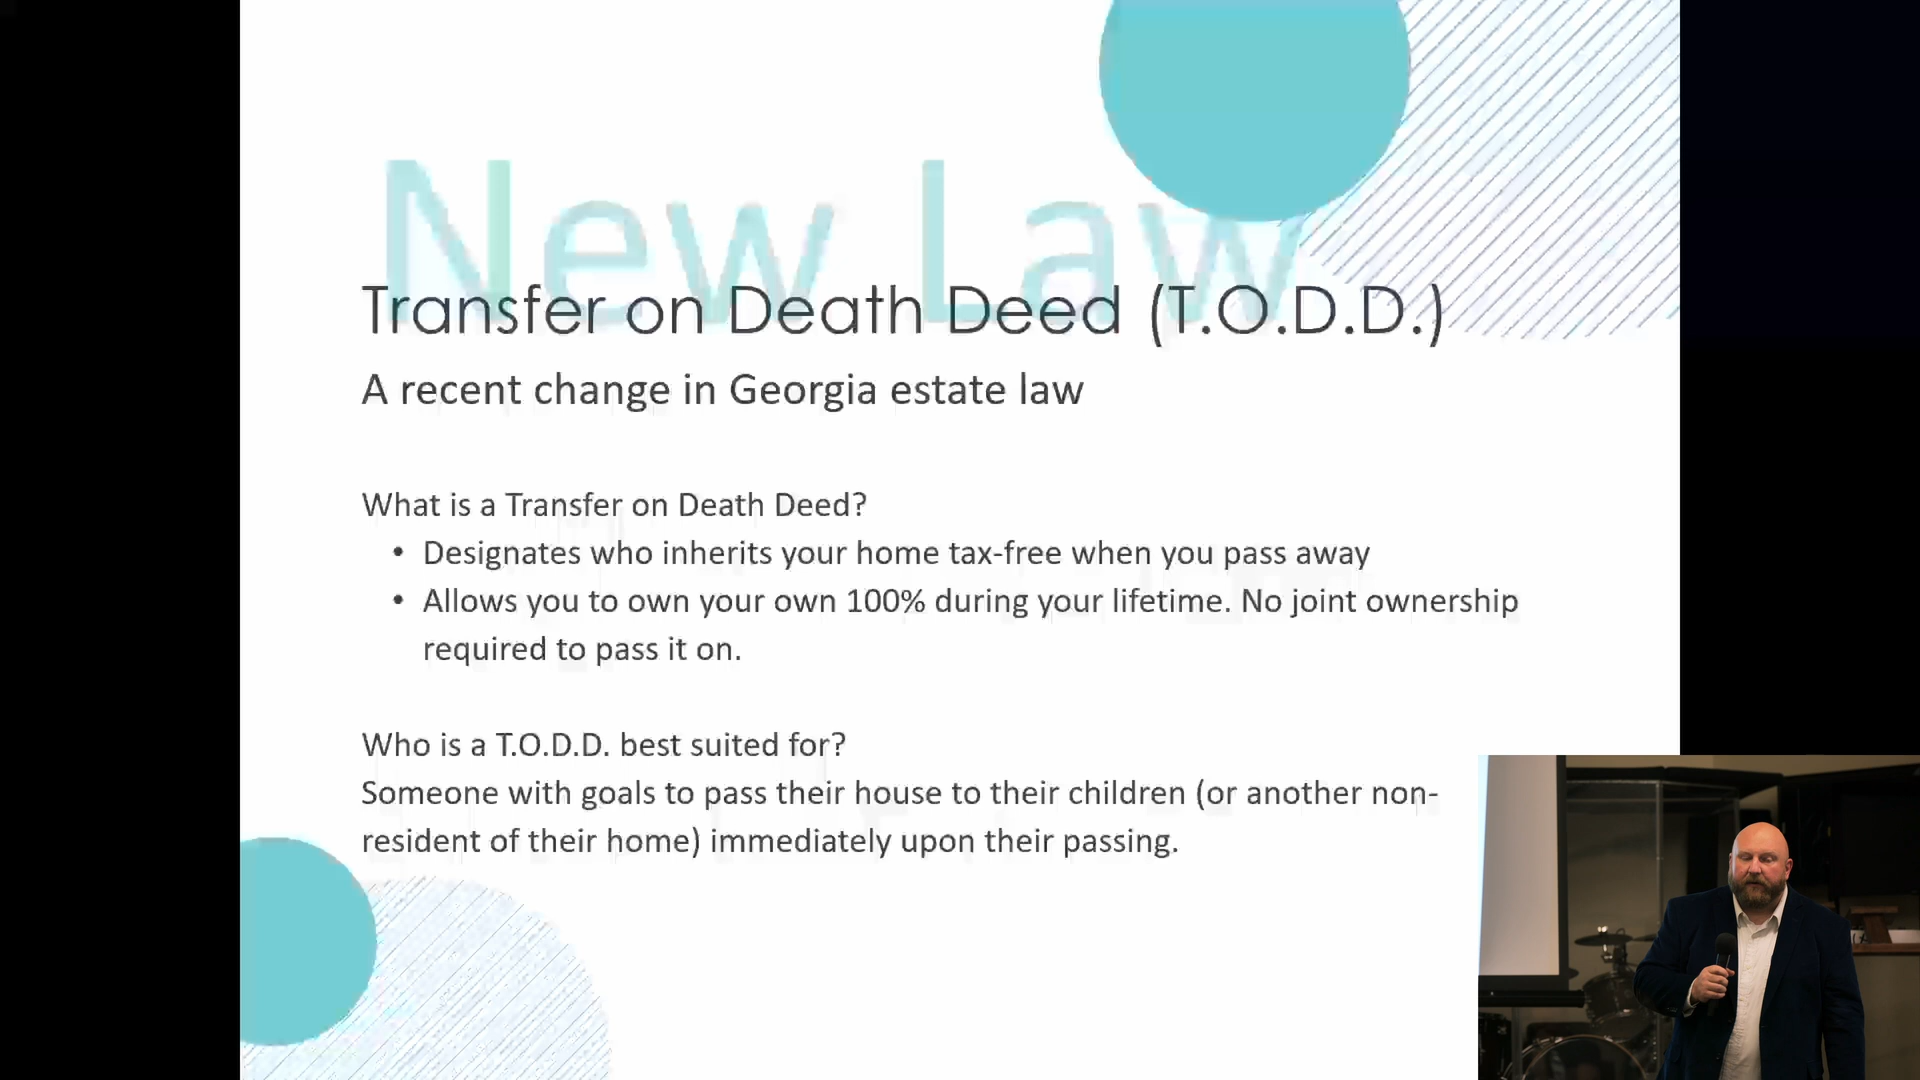 New Law
Transfer on Death Deed (T.O.D.D.)
A recent change in Georgia estate law
What is a Transfer on Death Deed?
• Designates who inherits your home tax-free when you pass away
• Allows you to own your own 100% during your lifetime. No joint ownership
required to pass it on.
Who is a T.O.D.D. best suited for?
Someone with goals to pass their house to their children (or another non-
resident of their home) immediately upon their passing.